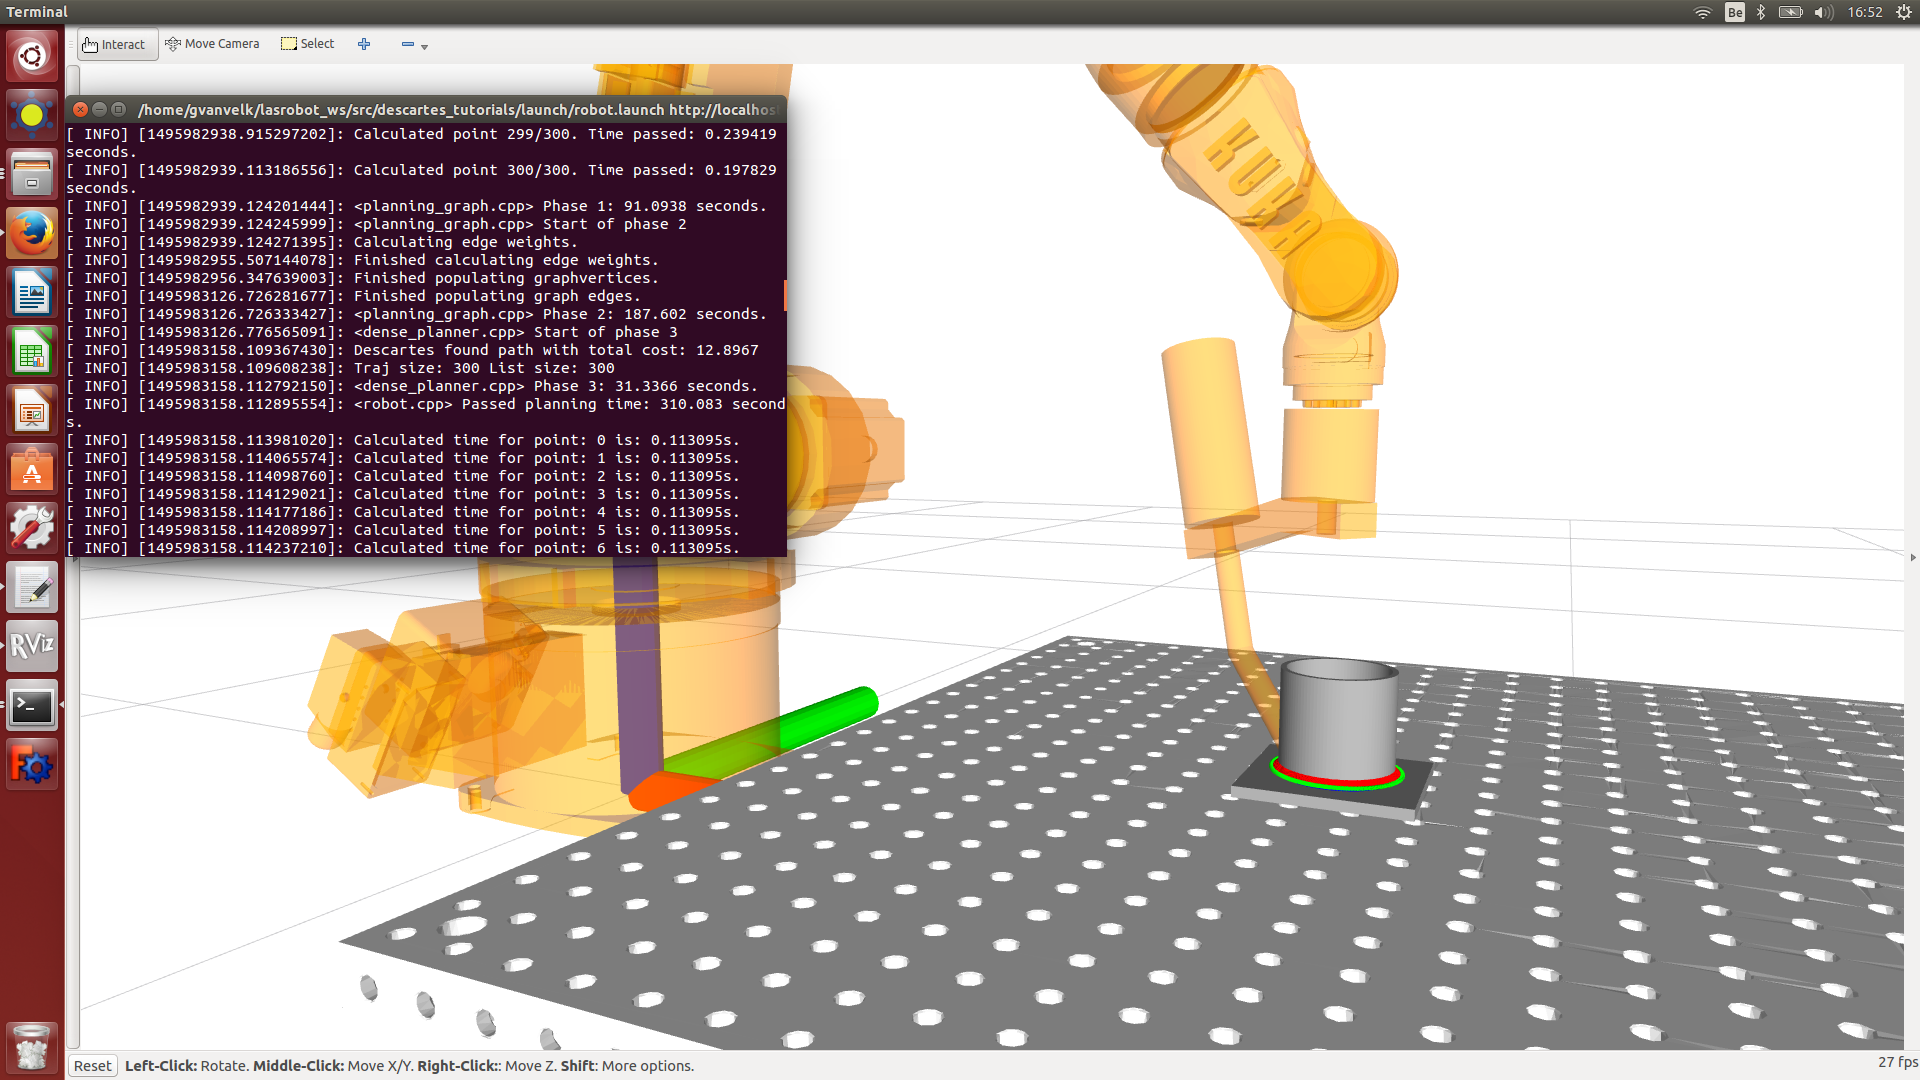 Terminal
Be
16:52
Interact
Move Camera
Select
/home/gvanvelk/lasrobot_ws/src/descartes_tutorials/launch/robot.launch http://localhos
[ INFO] [1495982938.915297202]: Calculated point 299/300. Time passed: 0.239419
seconds.
[ INFO] [1495982939.113186556]: Calculated point 300/300. Time passed: 0.197829
seconds.
[ INFO] [1495982939.124201444]: <planning_graph.cpp> Phase 1: 91.0938 seconds.
[ INFO] [1495982939.124245999]: <planning_graph.cpp> Start of phase 2
[ INFO] [1495982939.124271395]: Calculating edge weights.
[ INFO] [1495982955.507144078]: Finished calculating edge weights.
[ INFO] [1495982956.347639003]: Finished populating graphvertices.
[ INFO] [1495983126.726281677]: Finished populating graph edges.
[ INFO] [1495983126.726333427]: <planning_graph.cpp> Phase 2: 187.602 seconds.
[ INFO] [1495983126.776565091]: <dense_planner.cpp> Start of phase 3
[ INFO] [1495983158.109367430]: Descartes found path with total cost: 12.8967
[ INFO] [1495983158.109608238]: Traj size: 300 List size: 300
[ INFO] [1495983158.112792150]: <dense_planner.cpp> Phase 3: 31.3366 seconds.
[ INFO] [1495983158.112895554]: <robot.cpp> Passed planning time: 310.083 second
s.
[ INFO] [1495983158.113981020]: Calculated time for point: 0 is: 0.113095s.
[ INFO] [1495983158.114065574]: Calculated time for point: 1 is: 0.113095s.
[ INFO] [1495983158.114098760]: Calculated time for point: 2 is: 0.113095s.
[ INFO] [1495983158.114129021]: Calculated time for point: 3 is: 0.113095s.
[ INFO] [1495983158.114177186]: Calculated time for point: 4 is: 0.113095s.
[ INFO] [1495983158.114208997]: Calculated time for point: 5 is: 0.113095s.
[ INFO] [1495983158.114237210]: Calculated time for point: 6 is: 0.113095s.
KUKA
RViz
Reset
Left-Click: Rotate. Middle-Click: Move X/Y. Right-Click:: Move Z. Shift: More options.
27 fps